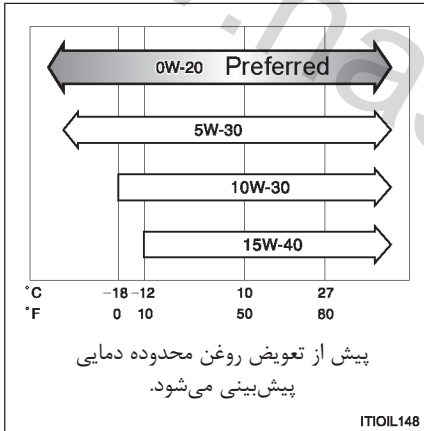 0W-20 Preferred
5W-30
10W-30
15W-40
°C −18 −12 10 27
°F 0 10 50 80
پیش از تعویض روغن محدوده دمایی
پیش‌بینی می‌شود.
ITIOIL148